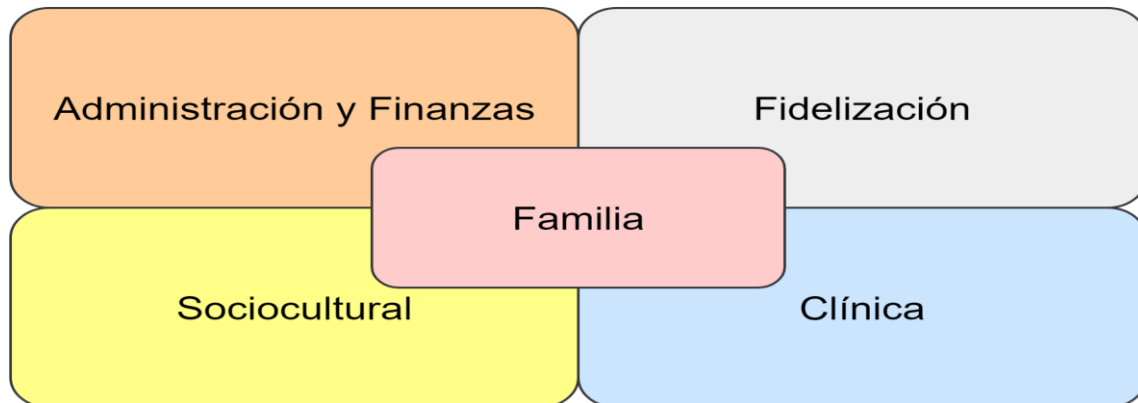 Administración y Finanzas
Fidelización
Familia
Sociocultural
Clínica